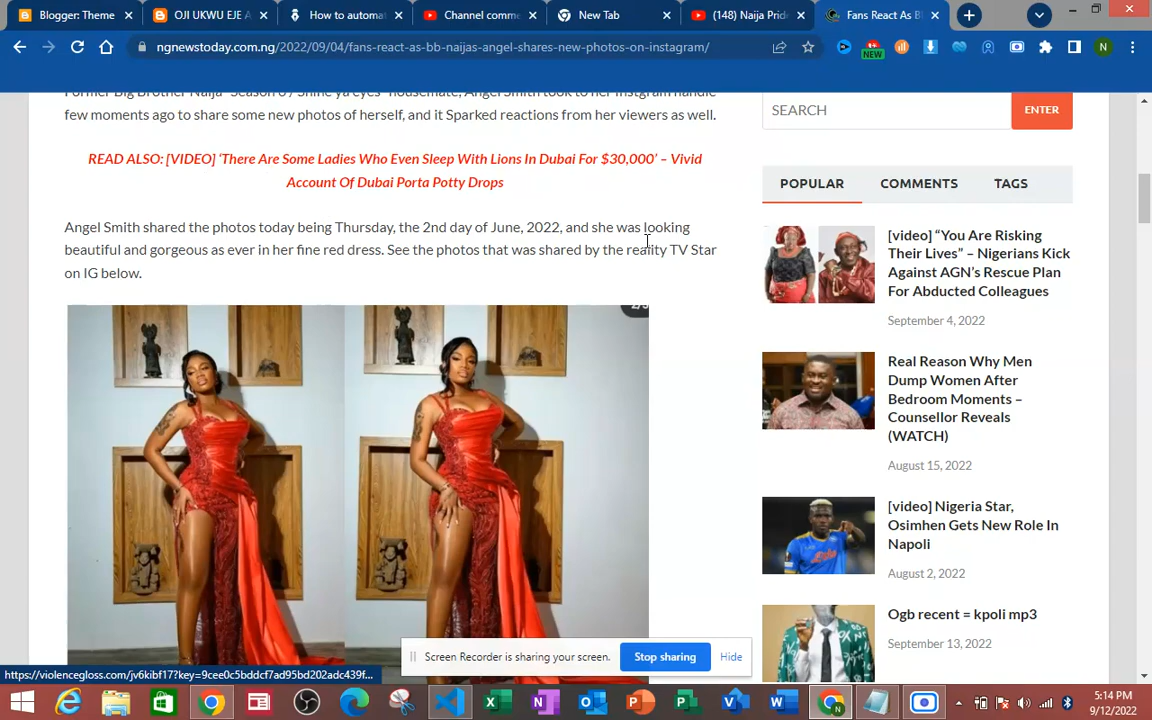 Blogger: Theme
OJI UKWU EJE A
How to automa
Channel comme
New Tab
(148) Naija Prid
Fans React As B
ngnewstoday.com.ng/2022/09/04/fans-react-as-bb-naijas-angel-shares-new-photos-on-instagram/
NEW
N
few moments ago to share some new photos of herself, and it Sparked reactions from her viewers as well.
READ ALSO: [VIDEO] ‘There Are Some Ladies Who Even Sleep With Lions In Dubai For $30,000’ – Vivid
Account Of Dubai Porta Potty Drops
Angel Smith shared the photos today being Thursday, the 2nd day of June, 2022, and she was looking
beautiful and gorgeous as ever in her fine red dress. See the photos that was shared by the reality TV Star
on IG below.
SEARCH
ENTER
POPULAR
COMMENTS
TAGS
[video] “You Are Risking
Their Lives” – Nigerians Kick
Against AGN’s Rescue Plan
For Abducted Colleagues
September 4, 2022
Real Reason Why Men
Dump Women After
Bedroom Moments –
Counsellor Reveals
(WATCH)
August 15, 2022
[video] Nigeria Star,
Osimhen Gets New Role In
Napoli
August 2, 2022
Ogb recent = kpoli mp3
September 13, 2022
Screen Recorder is sharing your screen.
Stop sharing
Hide
https://violencegloss.com/jv6kibf17?key=9cee0c5bddcf7ad95bd202adc439f...
5:14 PM
9/12/2022